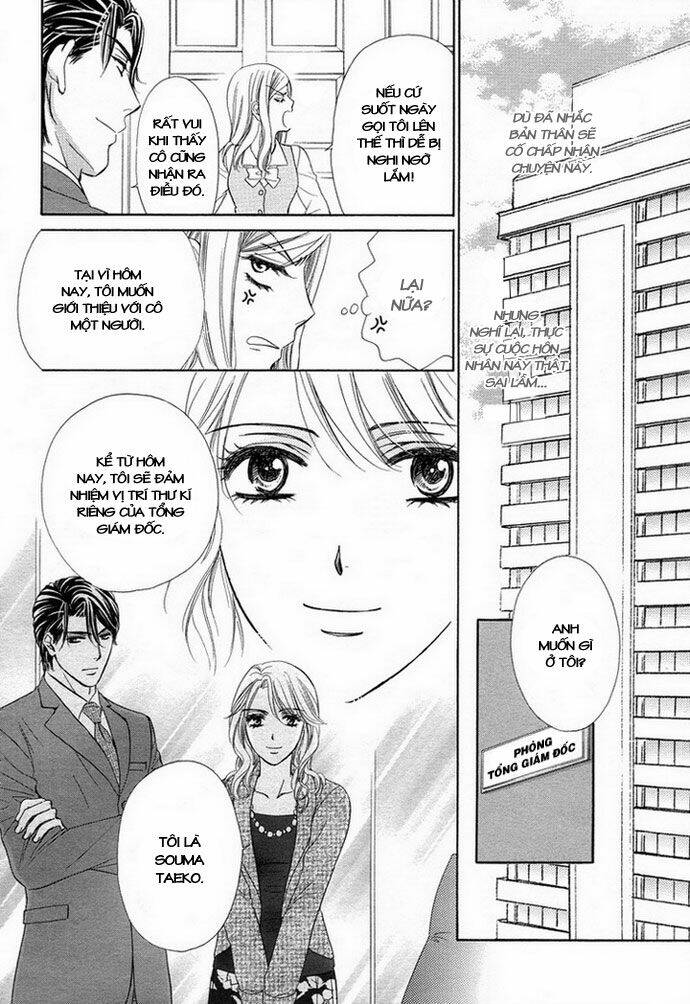 DÙ ĐÃ NHẮC
BẢN THÂN SẼ
CỐ CHẤP NHẬN
CHUYỆN NÀY.
NHƯNG
NGHĨ LẠI, THỰC
SỰ CUỘC HÔN
NHÂN NÀY THẬT
SAI LẦM...
ANH
MUỐN GÌ
Ở TÔI?
PHÒNG
TỔNG GIÁM ĐỐC
NẾU CỨ
SUỐT NGÀY
GỌI TÔI LÊN
THẾ THÌ DỄ BỊ
NGHI NGỜ
LẮM!
RẤT VUI
KHI THẤY
CÔ CŨNG
NHẬN RA
ĐIỀU ĐÓ.
LẠI
NỮA?
TẠI VÌ HÔM
NAY, TÔI MUỐN
GIỚI THIỆU VỚI CÔ
MỘT NGƯỜI.
KỂ TỪ HÔM
NAY, TÔI SẼ ĐẢM
NHIỆM VỊ TRÍ THƯ KÍ
RIÊNG CỦA TỔNG
GIÁM ĐỐC.
TÔI LÀ
SOUMA
TAEKO.